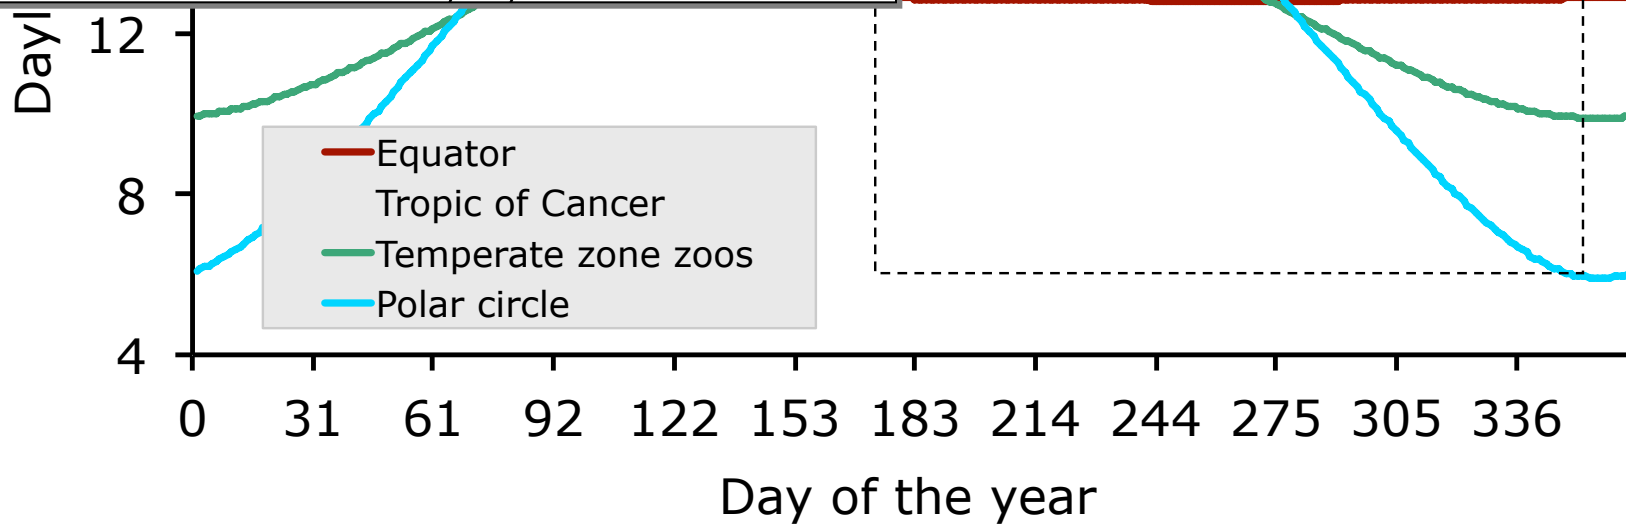 Dayl
12
8
4
Equator
Tropic of Cancer
Temperate zone zoos
Polar circle
0 31 61 92 122 153 183 214 244 275 305 336
Day of the year